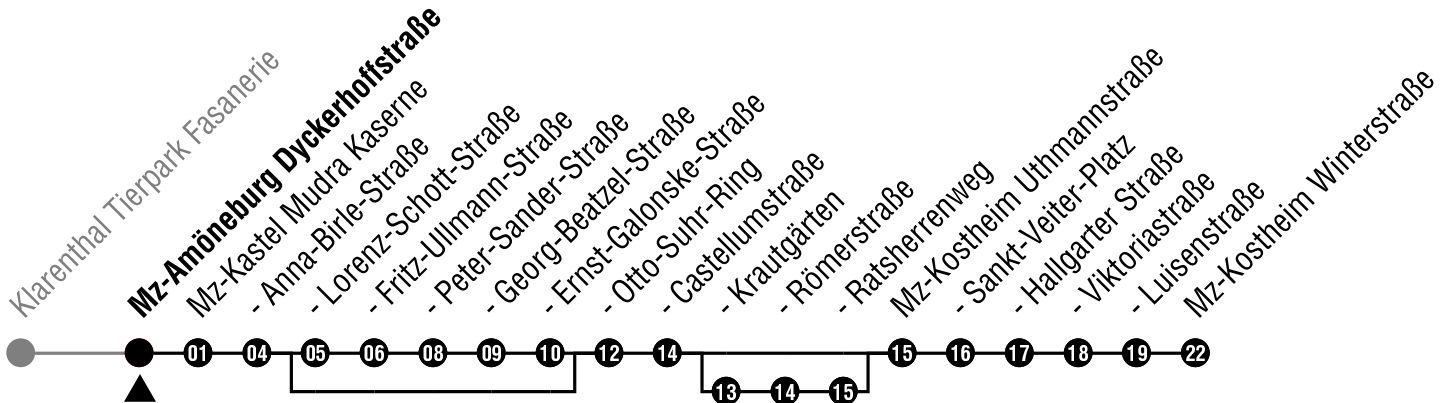 Klarenthal Tierpark Fasanerie
Mz-Amöneburg Dyckerhoffstraße
Mz-Kastel Mudra Kaserne
- Anna-Birle-Straße
- Lorenz-Schott-Straße
- Fritz-Ullmann-Straße
- Peter-Sander-Straße
- Georg-Beatzel-Straße
- Ernst-Galonske-Straße
- Otto-Suhr-Ring
- Castellumstraße
- Krautgärten
- Römerstraße
- Ratsherrenweg
Mz-Kostheim Uthmannstraße
- Sankt-Veiter-Platz
- Hallgarter Straße
- Viktoriastraße
- Luisenstraße
Mz-Kostheim Winterstraße
01 04 05 06 08 09 10 12 14 15 16 17 18 19 22
13 14 15